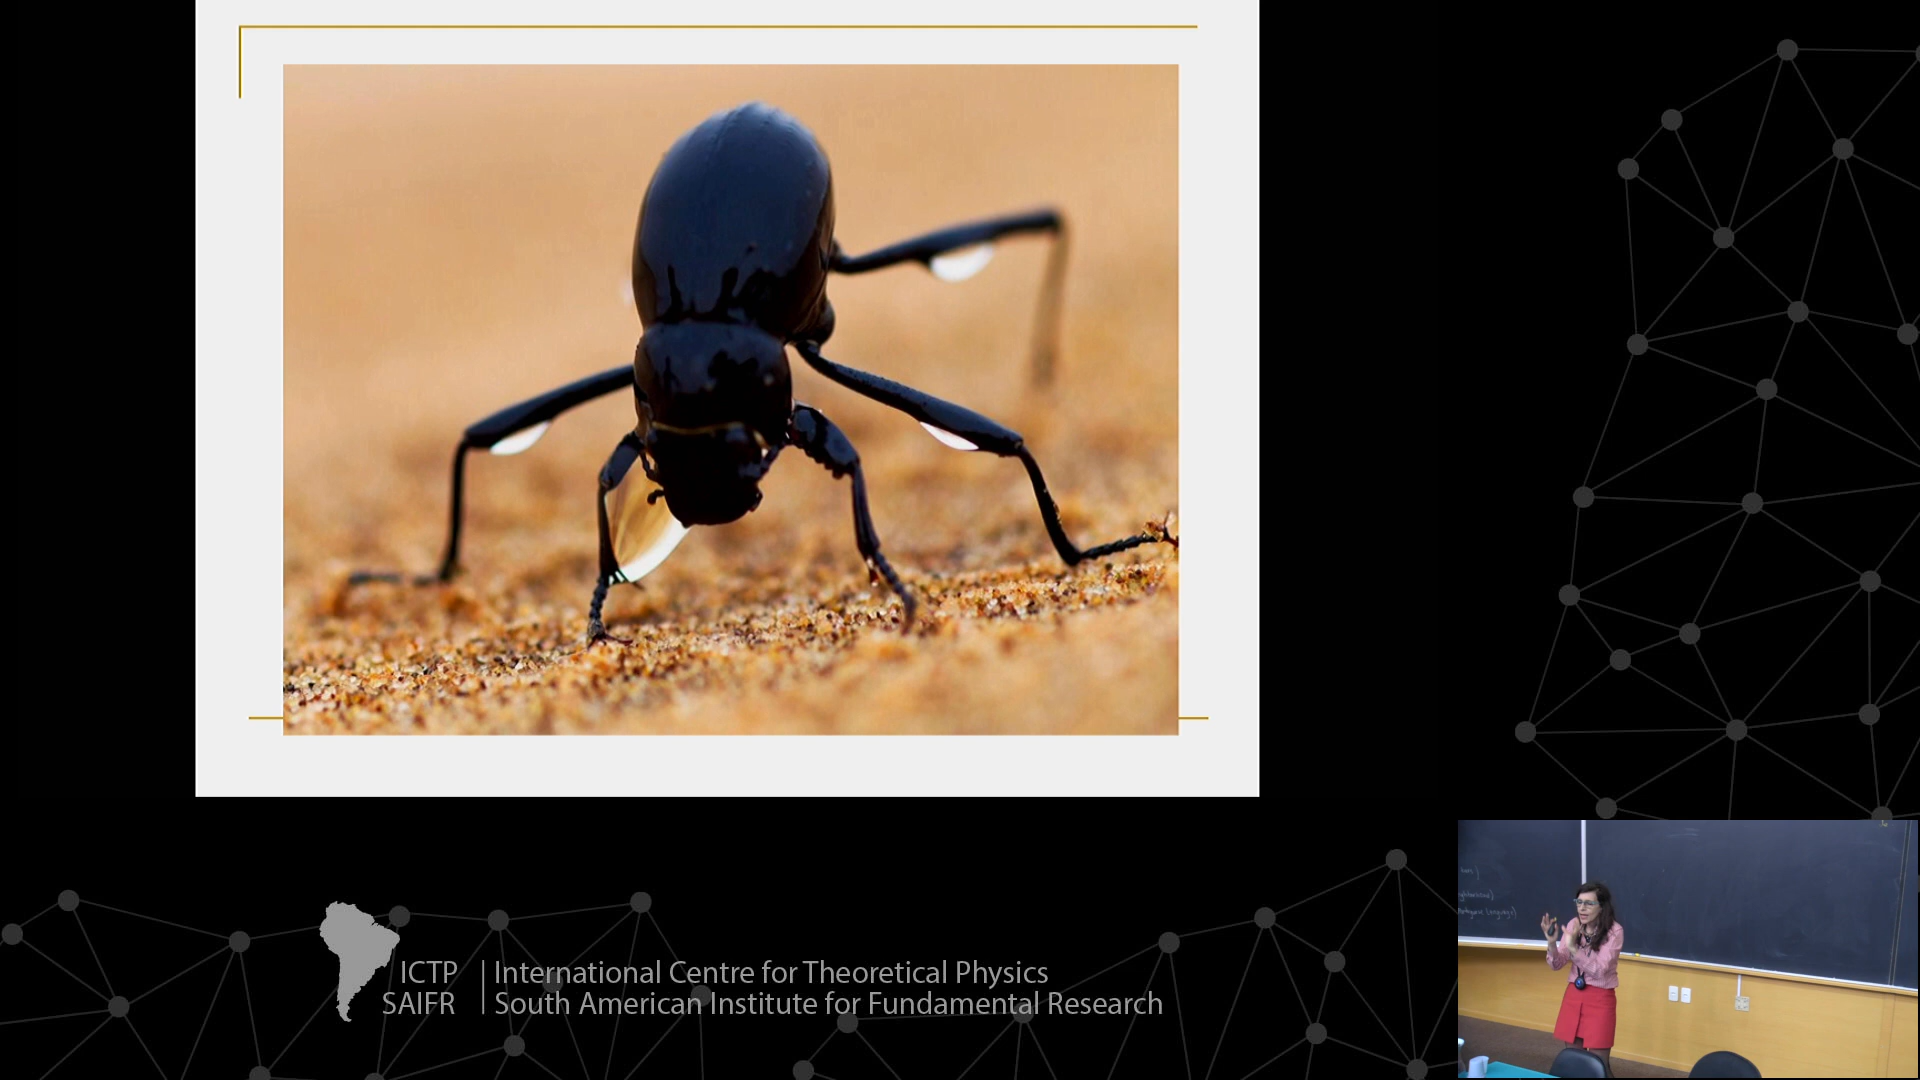 ICTP
SAIFR
International Centre for Theoretical Physics
South American Institute for Fundamental Research